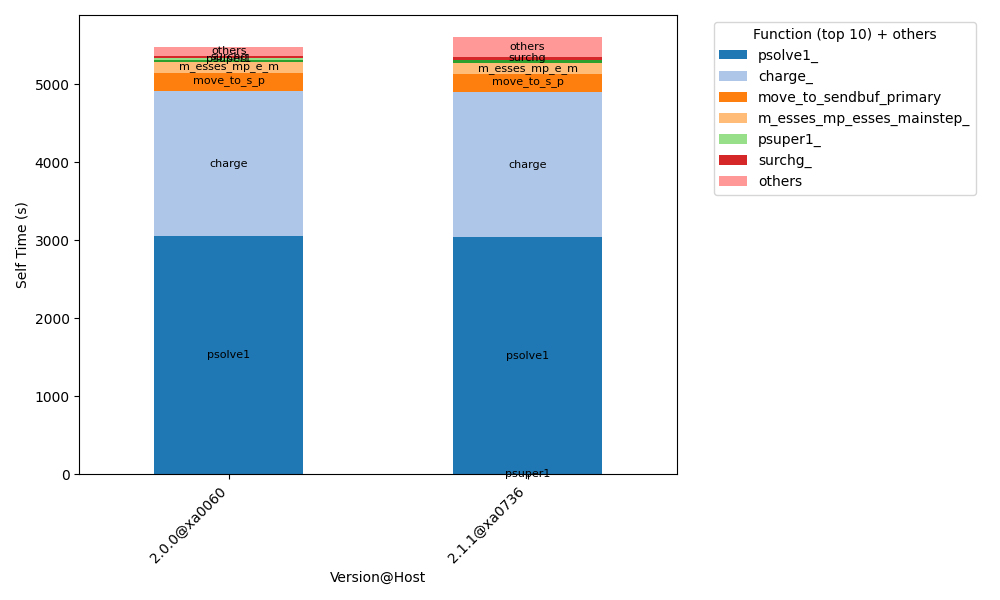 Function (top 10) + others
psolve1_
charge_
move_to_sendbuf_primary
m_esses_mp_esses_mainstep_
psuper1_
surchg_
others
Self Time (s)
5000
4000
3000
2000
1000
0
others
surchg
psuper1
m_esses_mp_e_m
move_to_s_p
charge
psolve1
others
surchg
m_esses_mp_e_m
move_to_s_p
charge
psolve1
psuper1
2.0.0@xa0060
2.1.1@xa0736
Version@Host